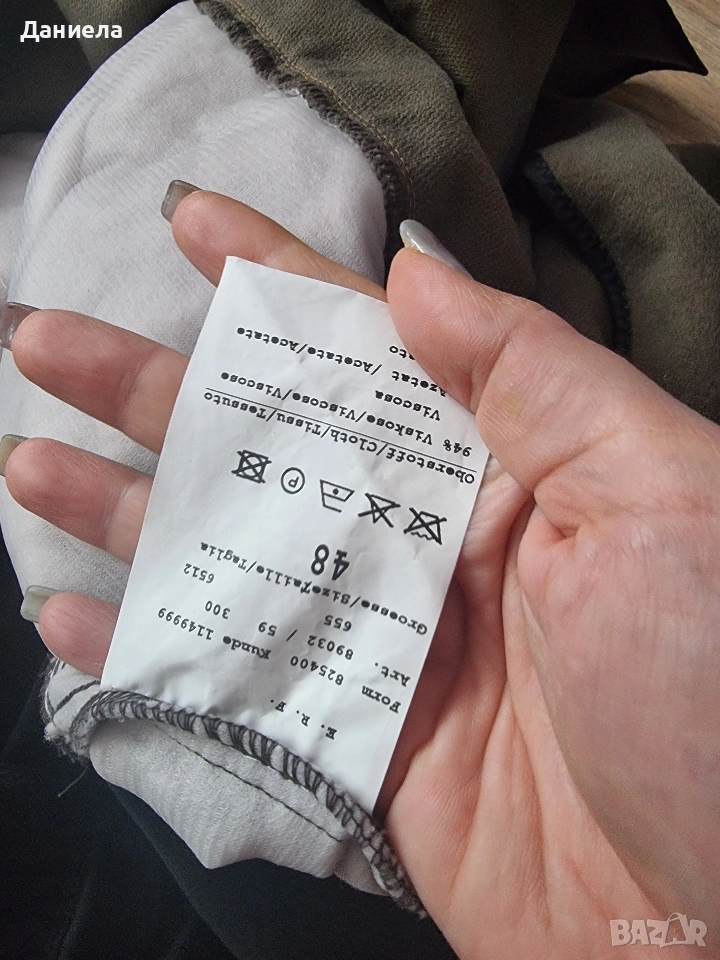 Даниела
E. R. F.
Form 825400 Kunde 1149999
Art. 89032 / 59 300
655 6512
Groesse/Size/Taille/Taglia
48
P
Oberstoff/Cloth/Tissu/Tessuto
94% Viskose/Viscose/Viscose
Viscosa
Azetat /Acetate/Acetate
BAZAR